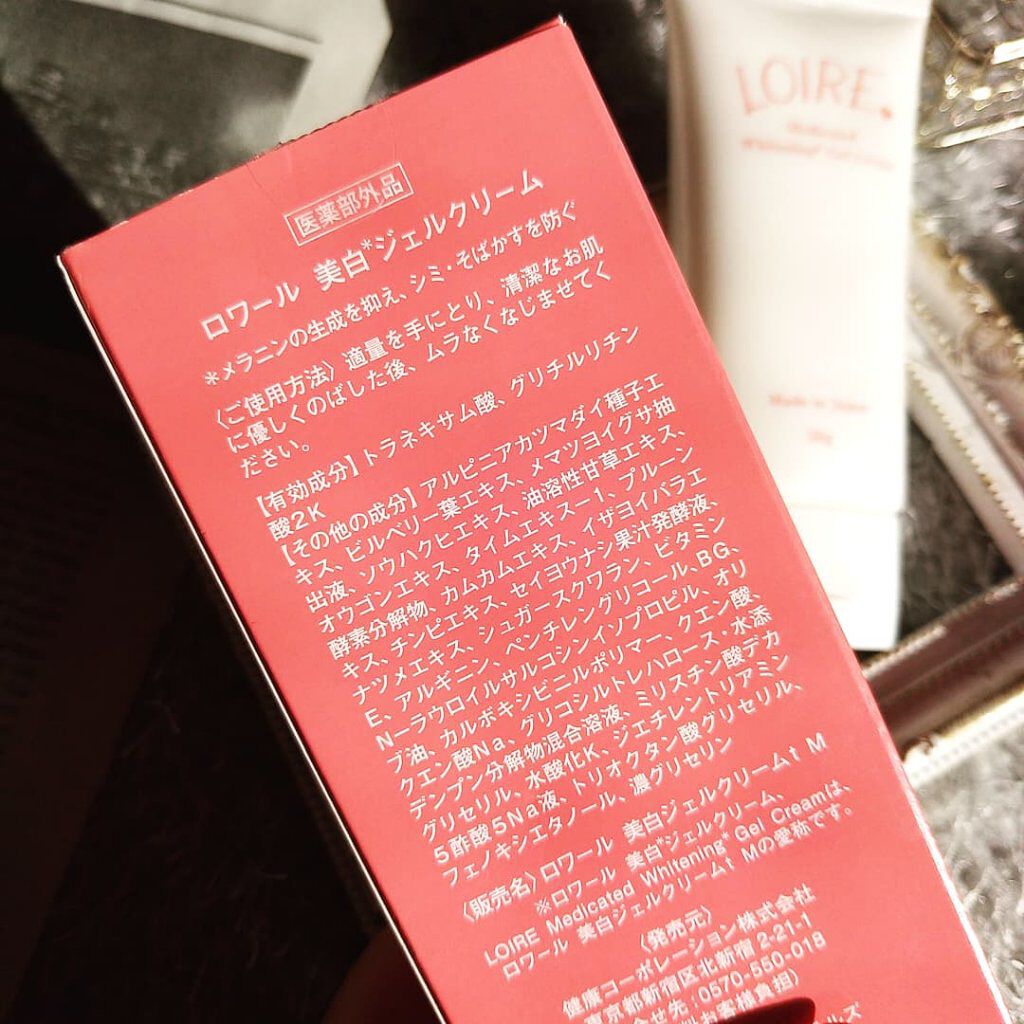 医薬部外品
ロワール 美白*ジェルクリーム
*メラニンの生成を抑え、シミ・そばかすを防ぐ
〈ご使用方法〉適量を手にとり、清潔なお肌
に優しくのばした後、ムラなくなじませてく
ださい。
【有効成分】トラネキサム酸、グリチルリチン
酸2K
【その他の成分】アルピニアカツマダイ種子エ
キス、ビルベリー葉エキス、メマツヨイグサ抽
出液、ソウハクヒエキス、油溶性甘草エキス、
オウゴンエキス、タイムエキス-1、プルーン
酵素分解物、カムカムエキス、イザヨイバラエ
キス、チンピエキス、セイヨウナシ果汁発酵液、
ナツメエキス、シュガースクワラン、ビタミン
E、アルギニン、ペンチレングリコール、BG、
N-ラウロイルサルコシンイソプロピル、オリ
ブ油、カルボキシビニルポリマー、クエン酸、
クエン酸Na、グリコシルトレハロース・水添
デンプン分解物混合溶液、ミリスチン酸デカ
グリセリル、水酸化K、ジエチレントリアミン
5酢酸5Na液、トリオクタン酸グリセリル、
フェノキシエタノール、濃グリセリン
〈販売名〉ロワール 美白ジェルクリームt M
※ロワール 美白*ジェルクリーム、
LOIRE Medicated Whitening* Gel Creamは、
ロワール 美白ジェルクリームt Mの愛称です。
〈発売元〉
健康コーポレーション株式会社
東京都新宿区北新宿2-21-1
合せ先:0570-550-018
お客様負担)
ルズ
LOIRE.
Medicated
Whitening* Gel Cream
Made in Japan